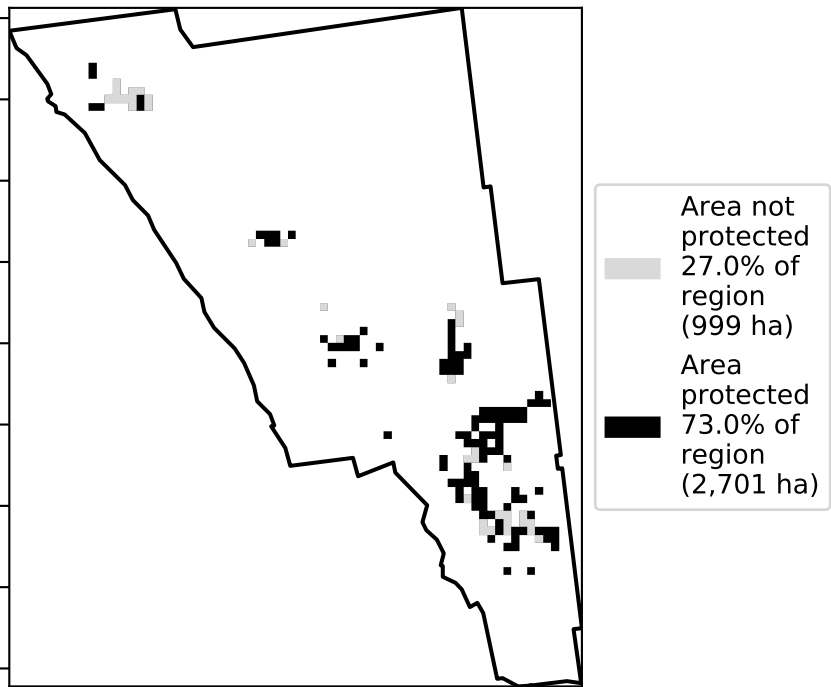 Area not
protected
27.0% of
region
(999 ha)
Area
protected
73.0% of
region
(2,701 ha)